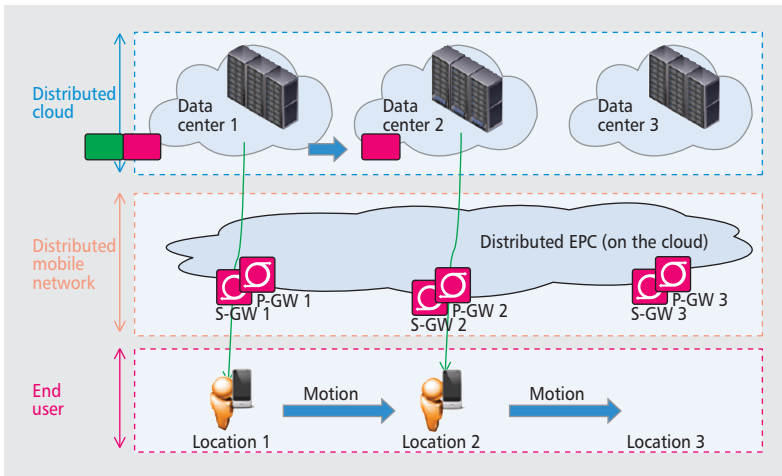 Distributed
cloud
Data
center 1
Data
center 2
Data
center 3
Distributed
mobile
network
Distributed EPC (on the cloud)
P-GW 1
S-GW 1
P-GW 2
S-GW 2
P-GW 3
S-GW 3
End
user
Motion
Motion
Location 1
Location 2
Location 3